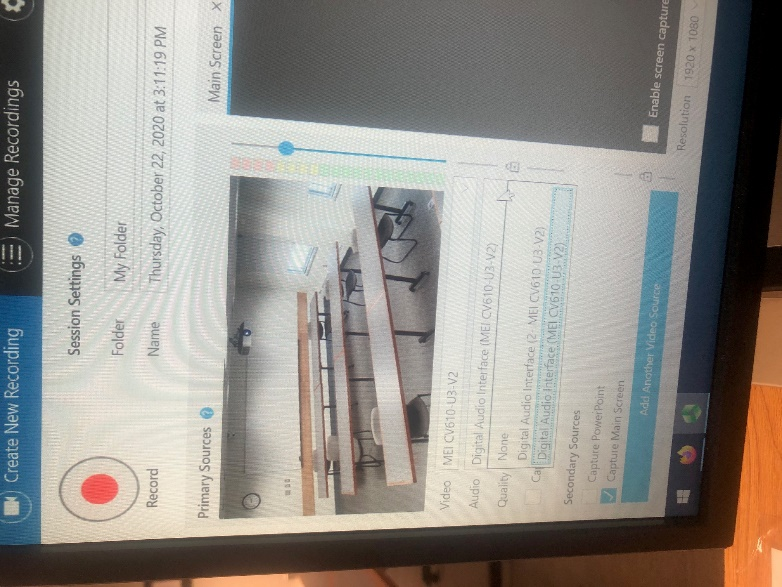 Create New Recording
Manage Recordings
Record
Session Settings ?
Folder My Folder
Name Thursday, October 22, 2020 at 3:11:19 PM
Primary Sources ?
Main Screen X
Video MEI CV610-U3-V2
Audio Digital Audio Interface (MEI CV610-U3-V2)
Quality None
Digital Audio Interface (2 - MEI CV610-U3-V2)
Digital Audio Interface (MEI CV610-U3-V2)
Ca
Secondary Sources
Capture PowerPoint
Capture Main Screen
Add Another Video Source
Enable screen capture
Resolution 1920 x 1080